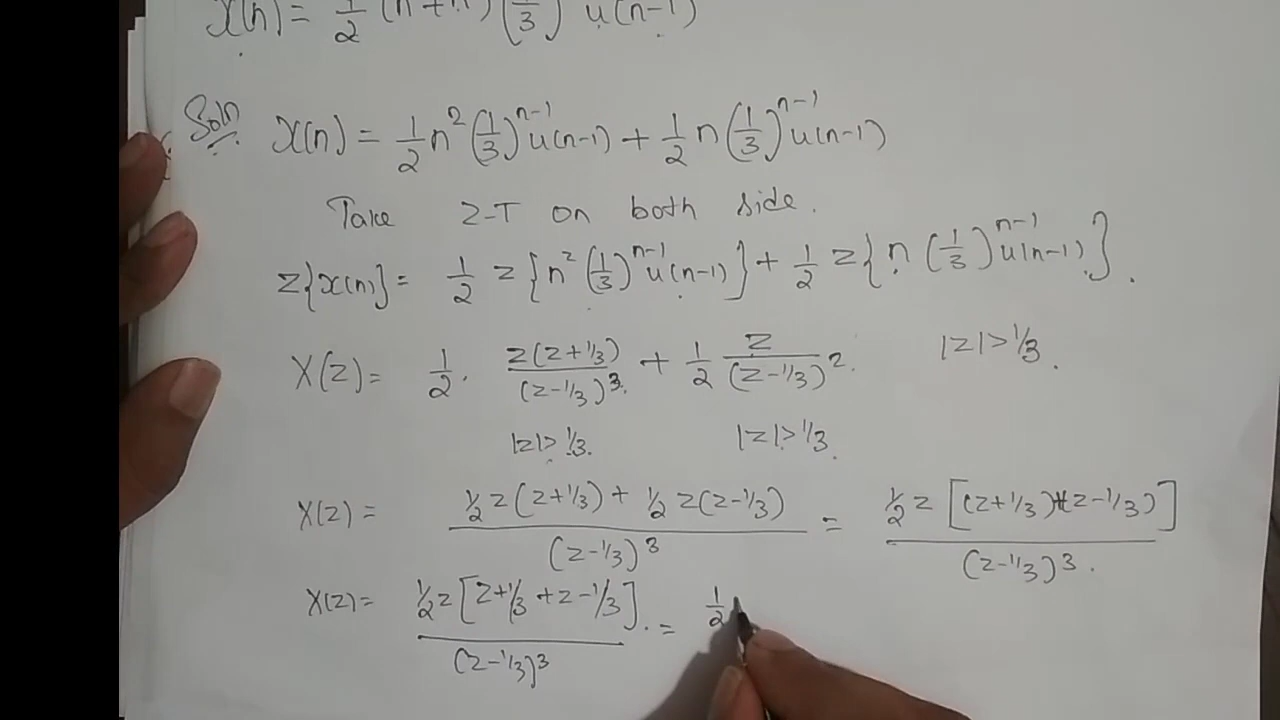 x(n) = 1/2 (n²+n) (1/3)^(n-1) u(n-1)
Soln x(n) = 1/2 n² (1/3)^(n-1) u(n-1) + 1/2 n (1/3)^(n-1) u(n-1)
Take Z-T on both side.
Z{x(n)} = 1/2 Z{n² (1/3)^(n-1) u(n-1)} + 1/2 Z{n (1/3)^(n-1) u(n-1)}.
X(z) = 1/2 . z(z+1/3)/(z-1/3)³ + 1/2 z/(z-1/3)². |z|>1/3.
|z|>1/3. |z|>1/3.
X(z) = (1/2 z(z+1/3) + 1/2 z(z-1/3))/(z-1/3)³ = 1/2 z [(z+1/3)+(z-1/3)]/(z-1/3)³.
X(z) = 1/2 z [z+1/3+z-1/3]/(z-1/3)³ . = 1/2